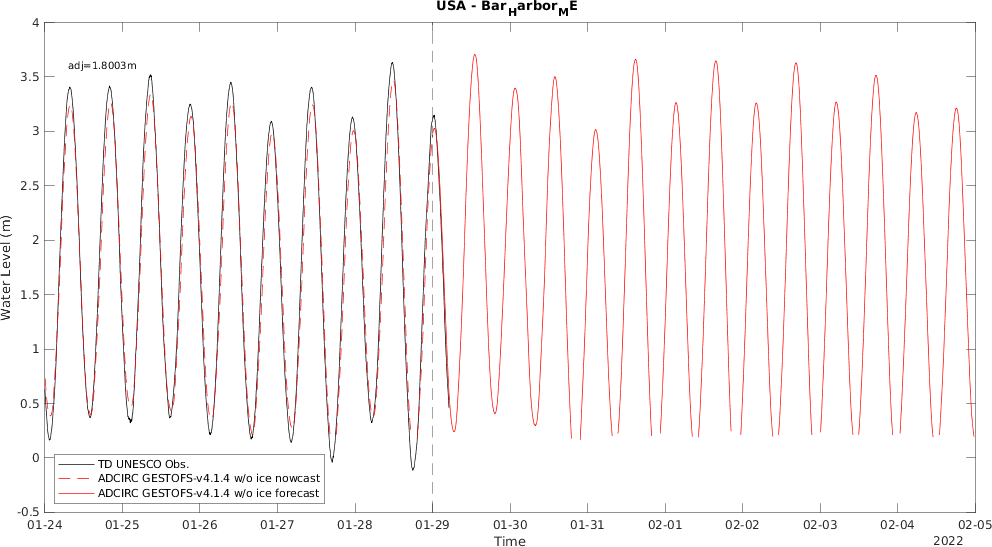 USA - Bar_Harbor_ME
adj=1.8003m
4
3.5
3
2.5
2
1.5
1
0.5
0
-0.5
Water Level (m)
TD UNESCO Obs.
ADCIRC GESTOFS-v4.1.4 w/o ice nowcast
ADCIRC GESTOFS-v4.1.4 w/o ice forecast
01-24 01-25 01-26 01-27 01-28 01-29 01-30 01-31 02-01 02-02 02-03 02-04 02-05
Time
2022